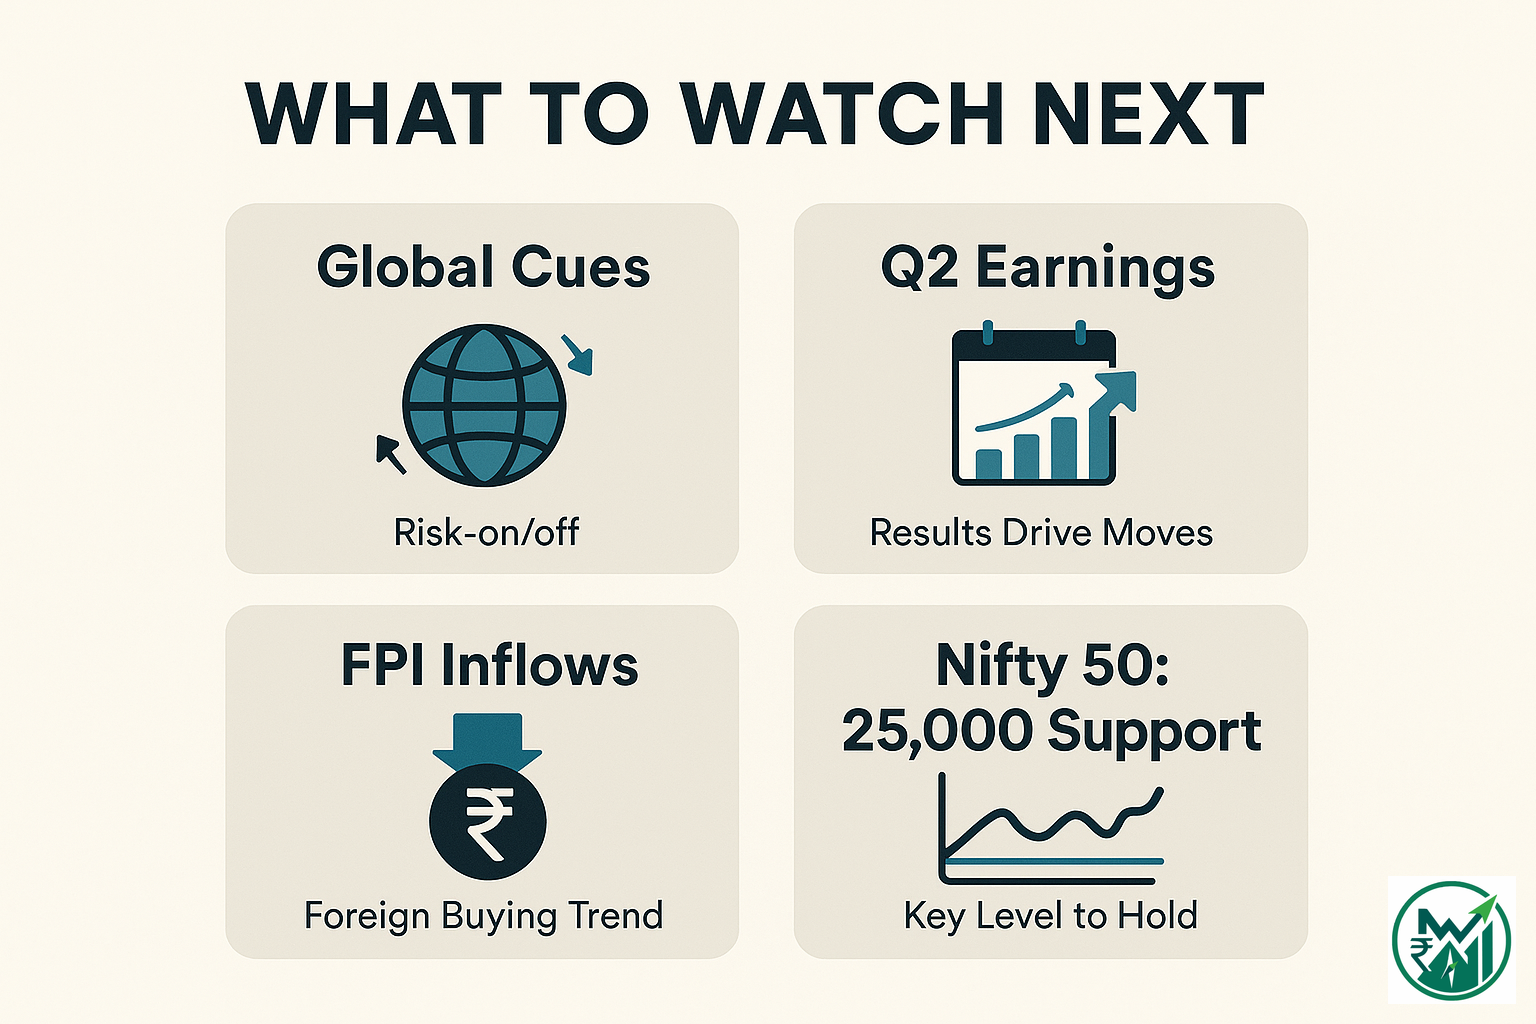 WHAT TO WATCH NEXT
Global Cues
Risk-on/off
Q2 Earnings
Results Drive Moves
FPI Inflows
₹
Foreign Buying Trend
Nifty 50:
25,000 Support
Key Level to Hold
₹